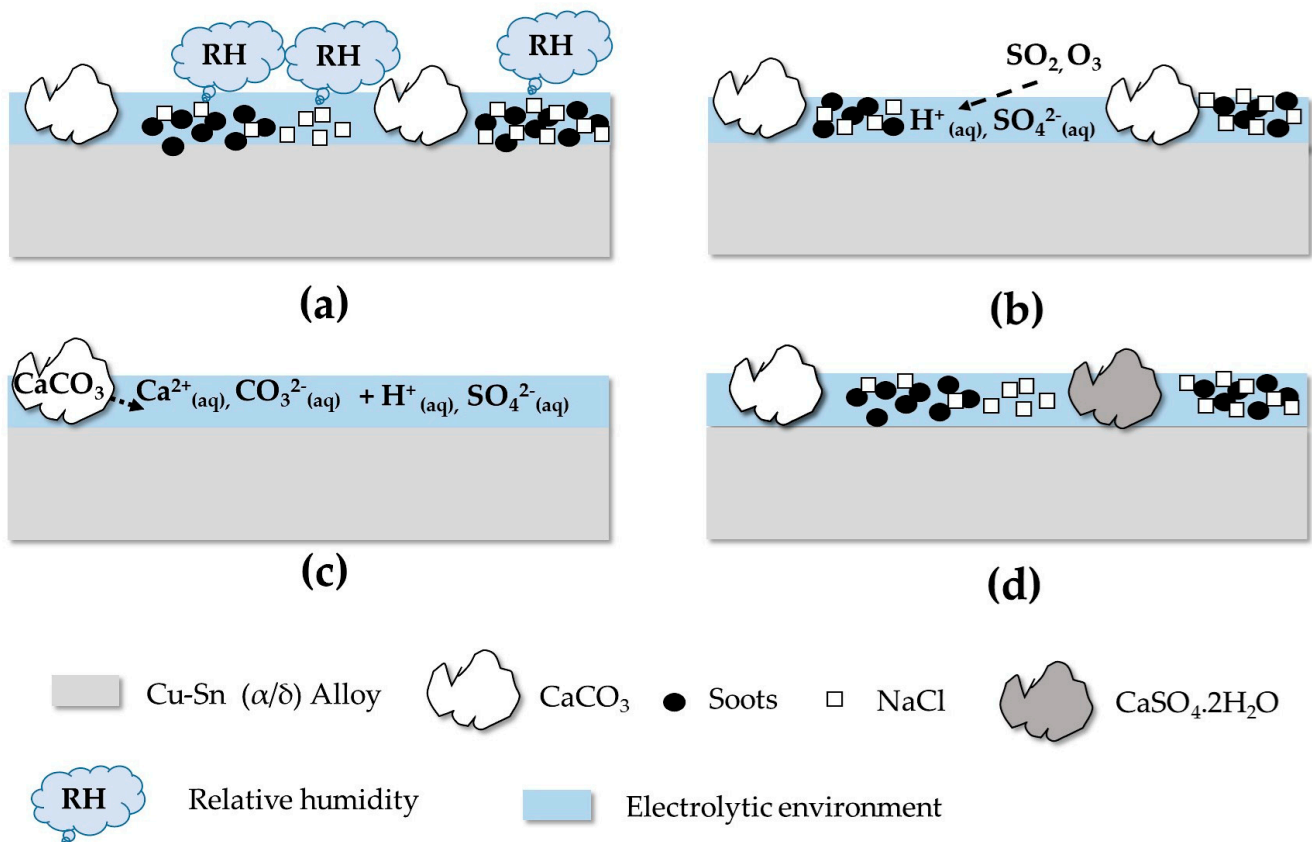 RH RH RH
(a)
SO₂, O₃
H⁺ (aq), SO₄²⁻(aq)
(b)
CaCO₃ Ca²⁺(aq), CO₃²⁻(aq) + H⁺ (aq), SO₄²⁻(aq)
(c)
(d)
Cu-Sn (α/δ) Alloy CaCO₃ Soots NaCl CaSO₄.2H₂O
RH Relative humidity Electrolytic environment